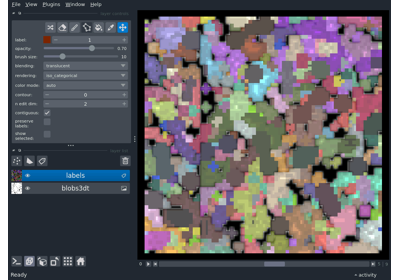 File View Plugins Window Help
label: 1
opacity: 0.70
brush size: 10
blending: translucent
rendering: iso_categorical
color mode: auto
contour: 0
n edit dim: 2
contiguous:
preserve
labels:
show
selected:
labels
blobs3dt
Ready
activity